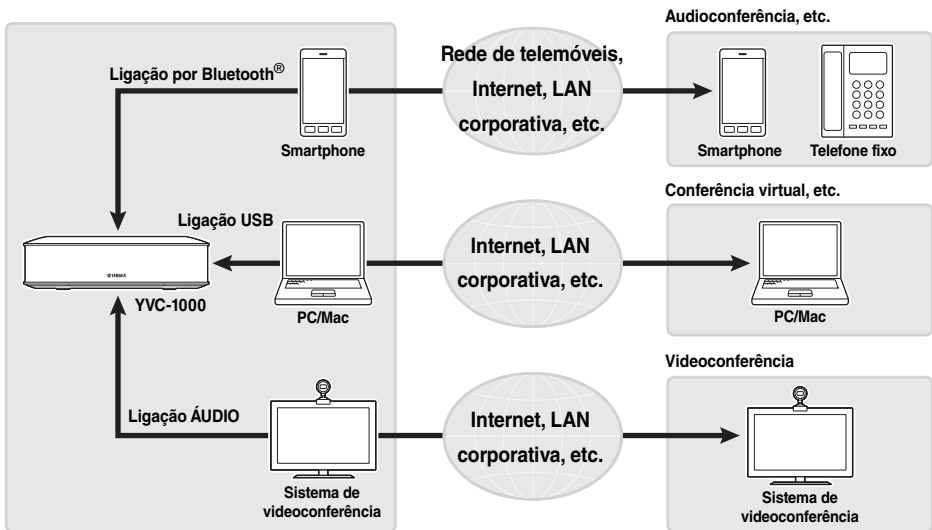 Audioconferência, etc.
Ligação por Bluetooth®
Rede de telemóveis,
Internet, LAN
corporativa, etc.
Smartphone
Smartphone
Telefone fixo
Conferência virtual, etc.
Ligação USB
Internet, LAN
corporativa, etc.
YAMAHA
YVC-1000
PC/Mac
PC/Mac
Videoconferência
Ligação ÁUDIO
Internet, LAN
corporativa, etc.
Sistema de
videoconferência
Sistema de
videoconferência